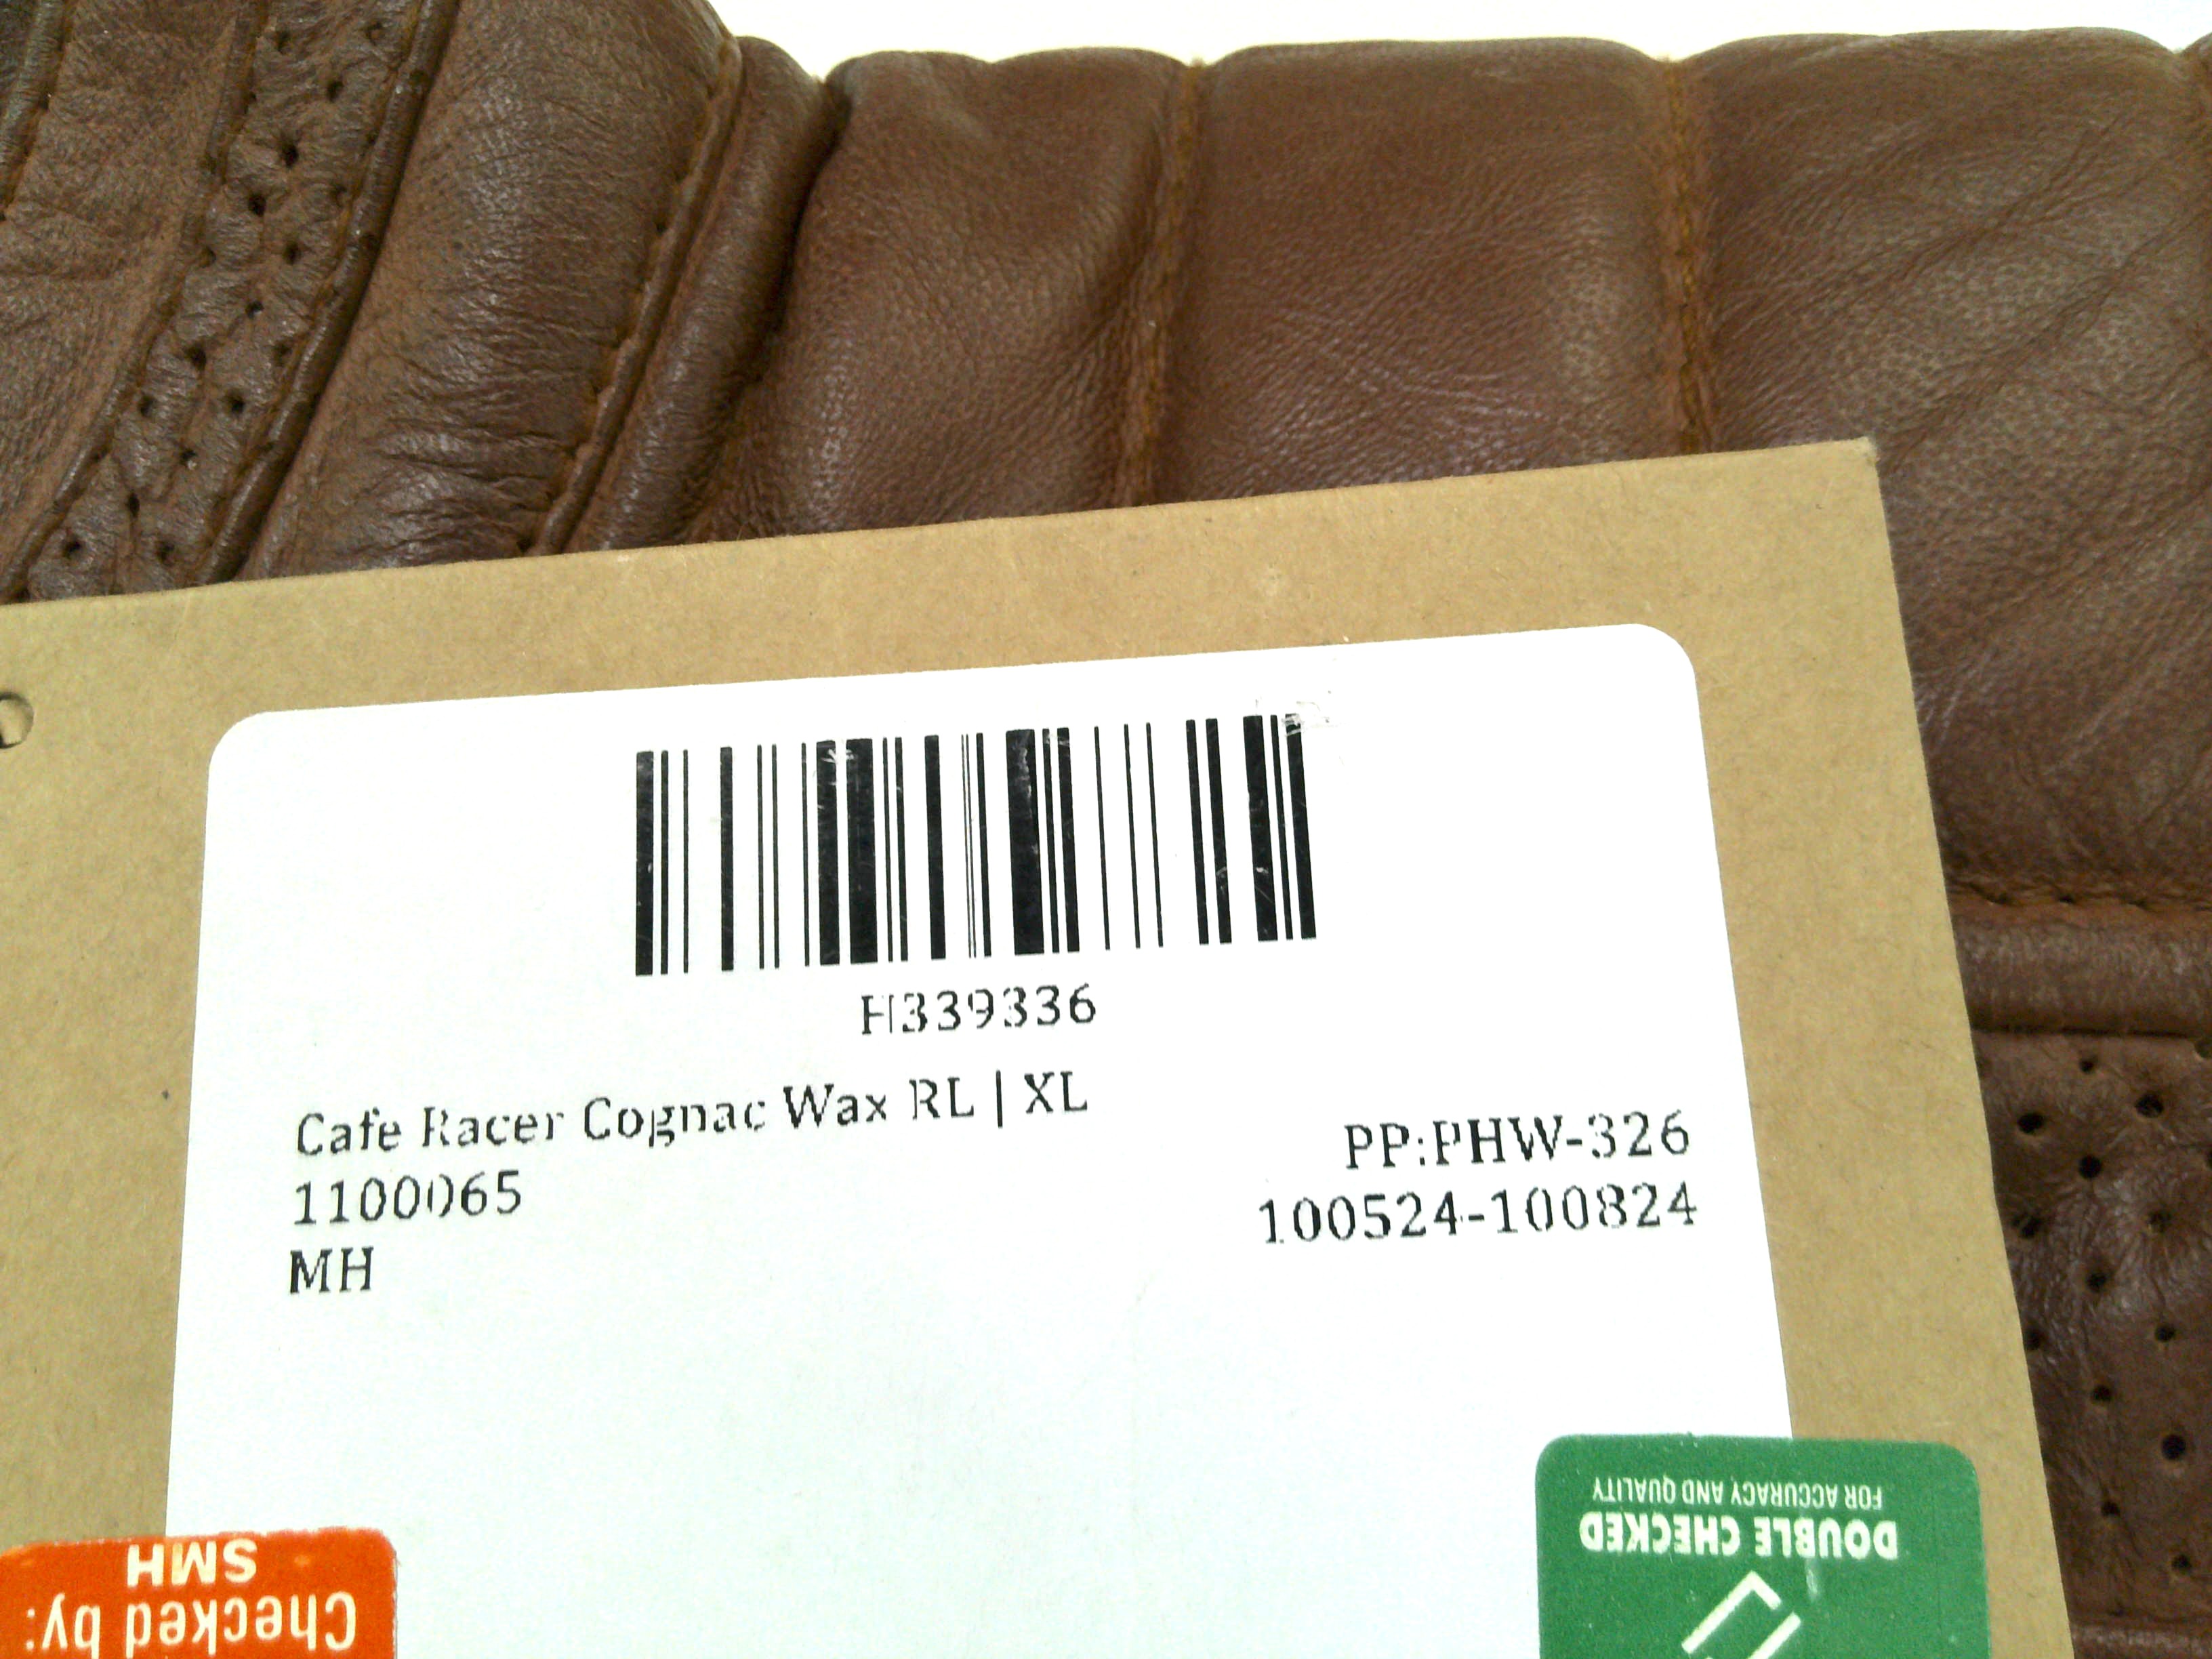 H339336
Cafe Racer Cognac Wax RL | XL
1100065
MH
PP:PHW-326
100524-100824
DOUBLE CHECKED
FOR ACCURACY AND QUALITY
Checked by:
SMH